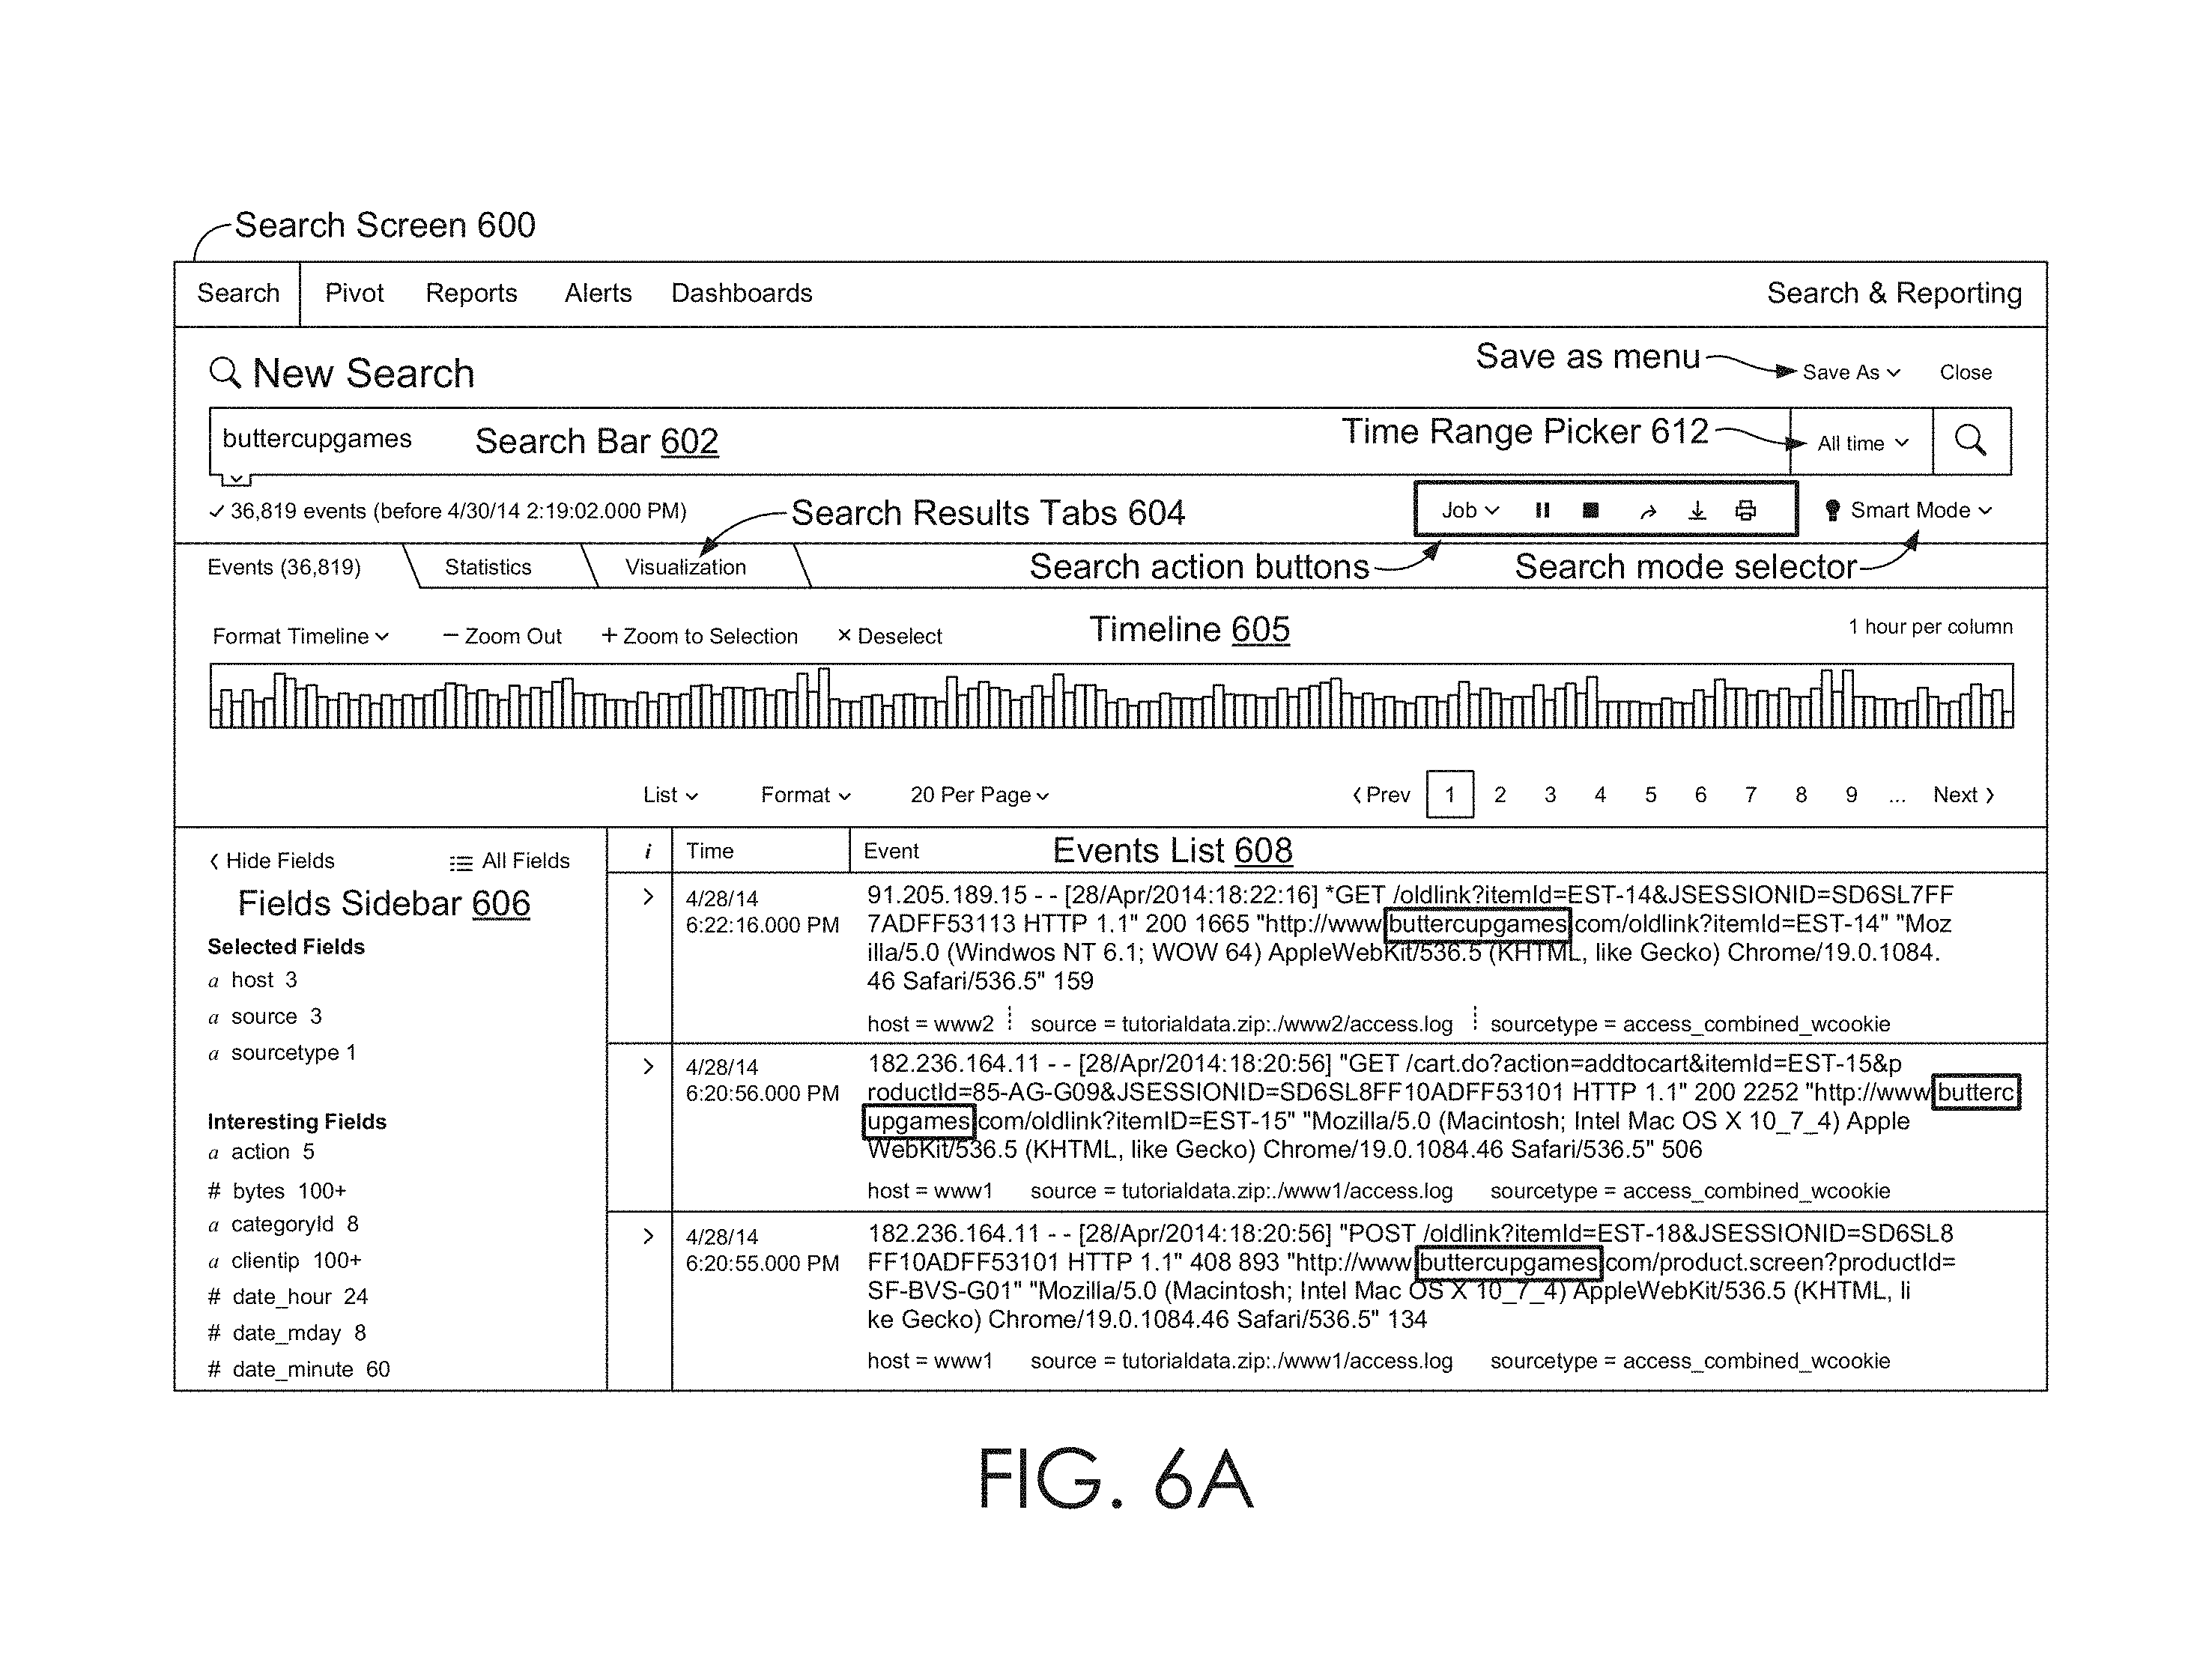 Search Screen 600
Search Pivot Reports Alerts Dashboards Search & Reporting
New Search
Save as menu Save As Close
buttercupgames Search Bar 602 Time Range Picker 612 All time
✓ 36,819 events (before 4/30/14 2:19:02.000 PM) Search Results Tabs 604 Job Smart Mode
Events (36,819) Statistics Visualization Search action buttons Search mode selector
Format Timeline – Zoom Out + Zoom to Selection × Deselect Timeline 605 1 hour per column
List Format 20 Per Page < Prev 1 2 3 4 5 6 7 8 9 ... Next >
< Hide Fields All Fields
Fields Sidebar 606
Selected Fields
a host 3
a source 3
a sourcetype 1
Interesting Fields
a action 5
# bytes 100+
a categoryId 8
a clientip 100+
# date_hour 24
# date_mday 8
# date_minute 60
i Time Event Events List 608
> 4/28/14
6:22:16.000 PM
91.205.189.15 - - [28/Apr/2014:18:22:16] *GET /oldlink?itemId=EST-14&JSESSIONID=SD6SL7FF
7ADFF53113 HTTP 1.1" 200 1665 "http://www.buttercupgames.com/oldlink?itemId=EST-14" "Moz
illa/5.0 (Windwos NT 6.1; WOW 64) AppleWebKit/536.5 (KHTML, like Gecko) Chrome/19.0.1084.
46 Safari/536.5" 159
host = www2 source = tutorialdata.zip:./www2/access.log sourcetype = access_combined_wcookie
> 4/28/14
6:20:56.000 PM
182.236.164.11 - - [28/Apr/2014:18:20:56] "GET /cart.do?action=addtocart&itemId=EST-15&p
roductId=85-AG-G09&JSESSIONID=SD6SL8FF10ADFF53101 HTTP 1.1" 200 2252 "http://www.butterc
upgames.com/oldlink?itemID=EST-15" "Mozilla/5.0 (Macintosh; Intel Mac OS X 10_7_4) Apple
WebKit/536.5 (KHTML, like Gecko) Chrome/19.0.1084.46 Safari/536.5" 506
host = www1 source = tutorialdata.zip:./www1/access.log sourcetype = access_combined_wcookie
> 4/28/14
6:20:55.000 PM
182.236.164.11 - - [28/Apr/2014:18:20:56] "POST /oldlink?itemId=EST-18&JSESSIONID=SD6SL8
FF10ADFF53101 HTTP 1.1" 408 893 "http://www.buttercupgames.com/product.screen?productId=
SF-BVS-G01" "Mozilla/5.0 (Macintosh; Intel Mac OS X 10_7_4) AppleWebKit/536.5 (KHTML, li
ke Gecko) Chrome/19.0.1084.46 Safari/536.5" 134
host = www1 source = tutorialdata.zip:./www1/access.log sourcetype = access_combined_wcookie
FIG. 6A